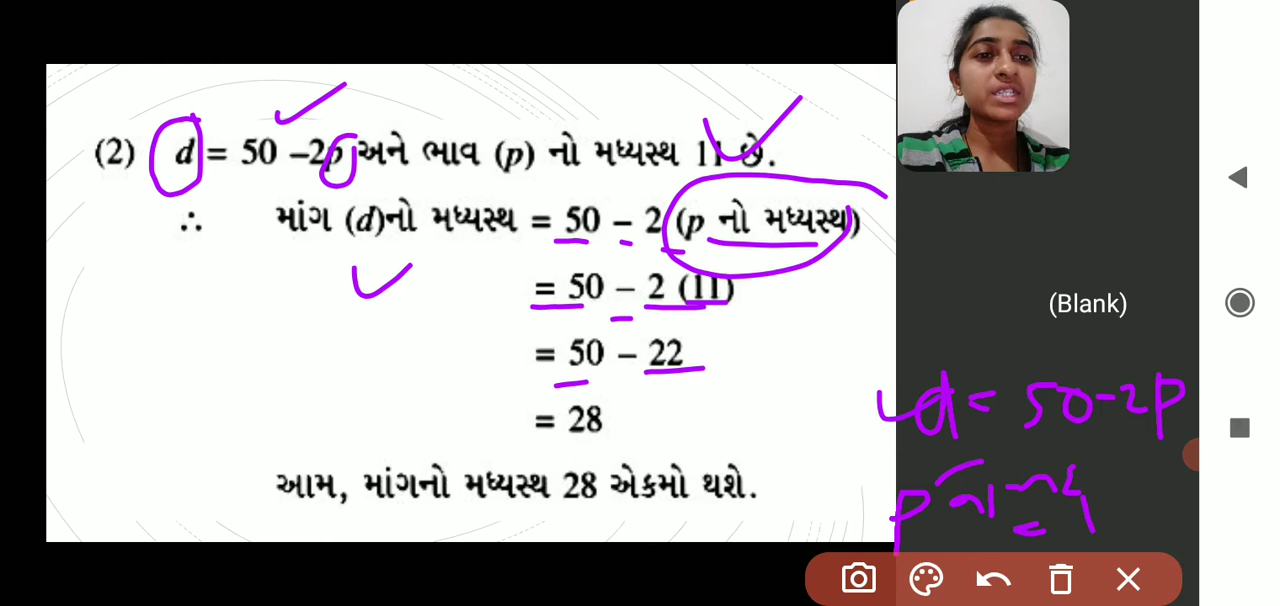 (2) d = 50 –2p અને ભાવ (p) નો મધ્યસ્થ 11 છે.
∴ માંગ (d)નો મધ્યસ્થ = 50 – 2 (p નો મધ્યસ્થ)
= 50 – 2 (11)
= 50 – 22
= 28
આમ, માંગનો મધ્યસ્થ 28 એકમો થશે.
(Blank)
d = 50-2p